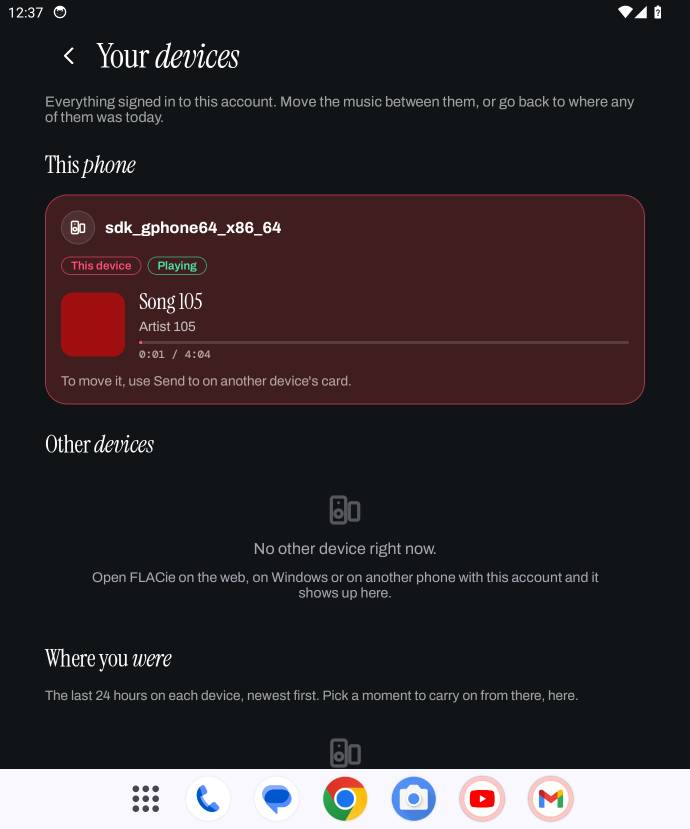 12:37
Your devices
Everything signed in to this account. Move the music between them, or go back to where any
of them was today.
This phone
sdk_gphone64_x86_64
This device
Playing
Song 105
Artist 105
0:01 / 4:04
To move it, use Send to on another device's card.
Other devices
No other device right now.
Open FLACie on the web, on Windows or on another phone with this account and it
shows up here.
Where you were
The last 24 hours on each device, newest first. Pick a moment to carry on from there, here.